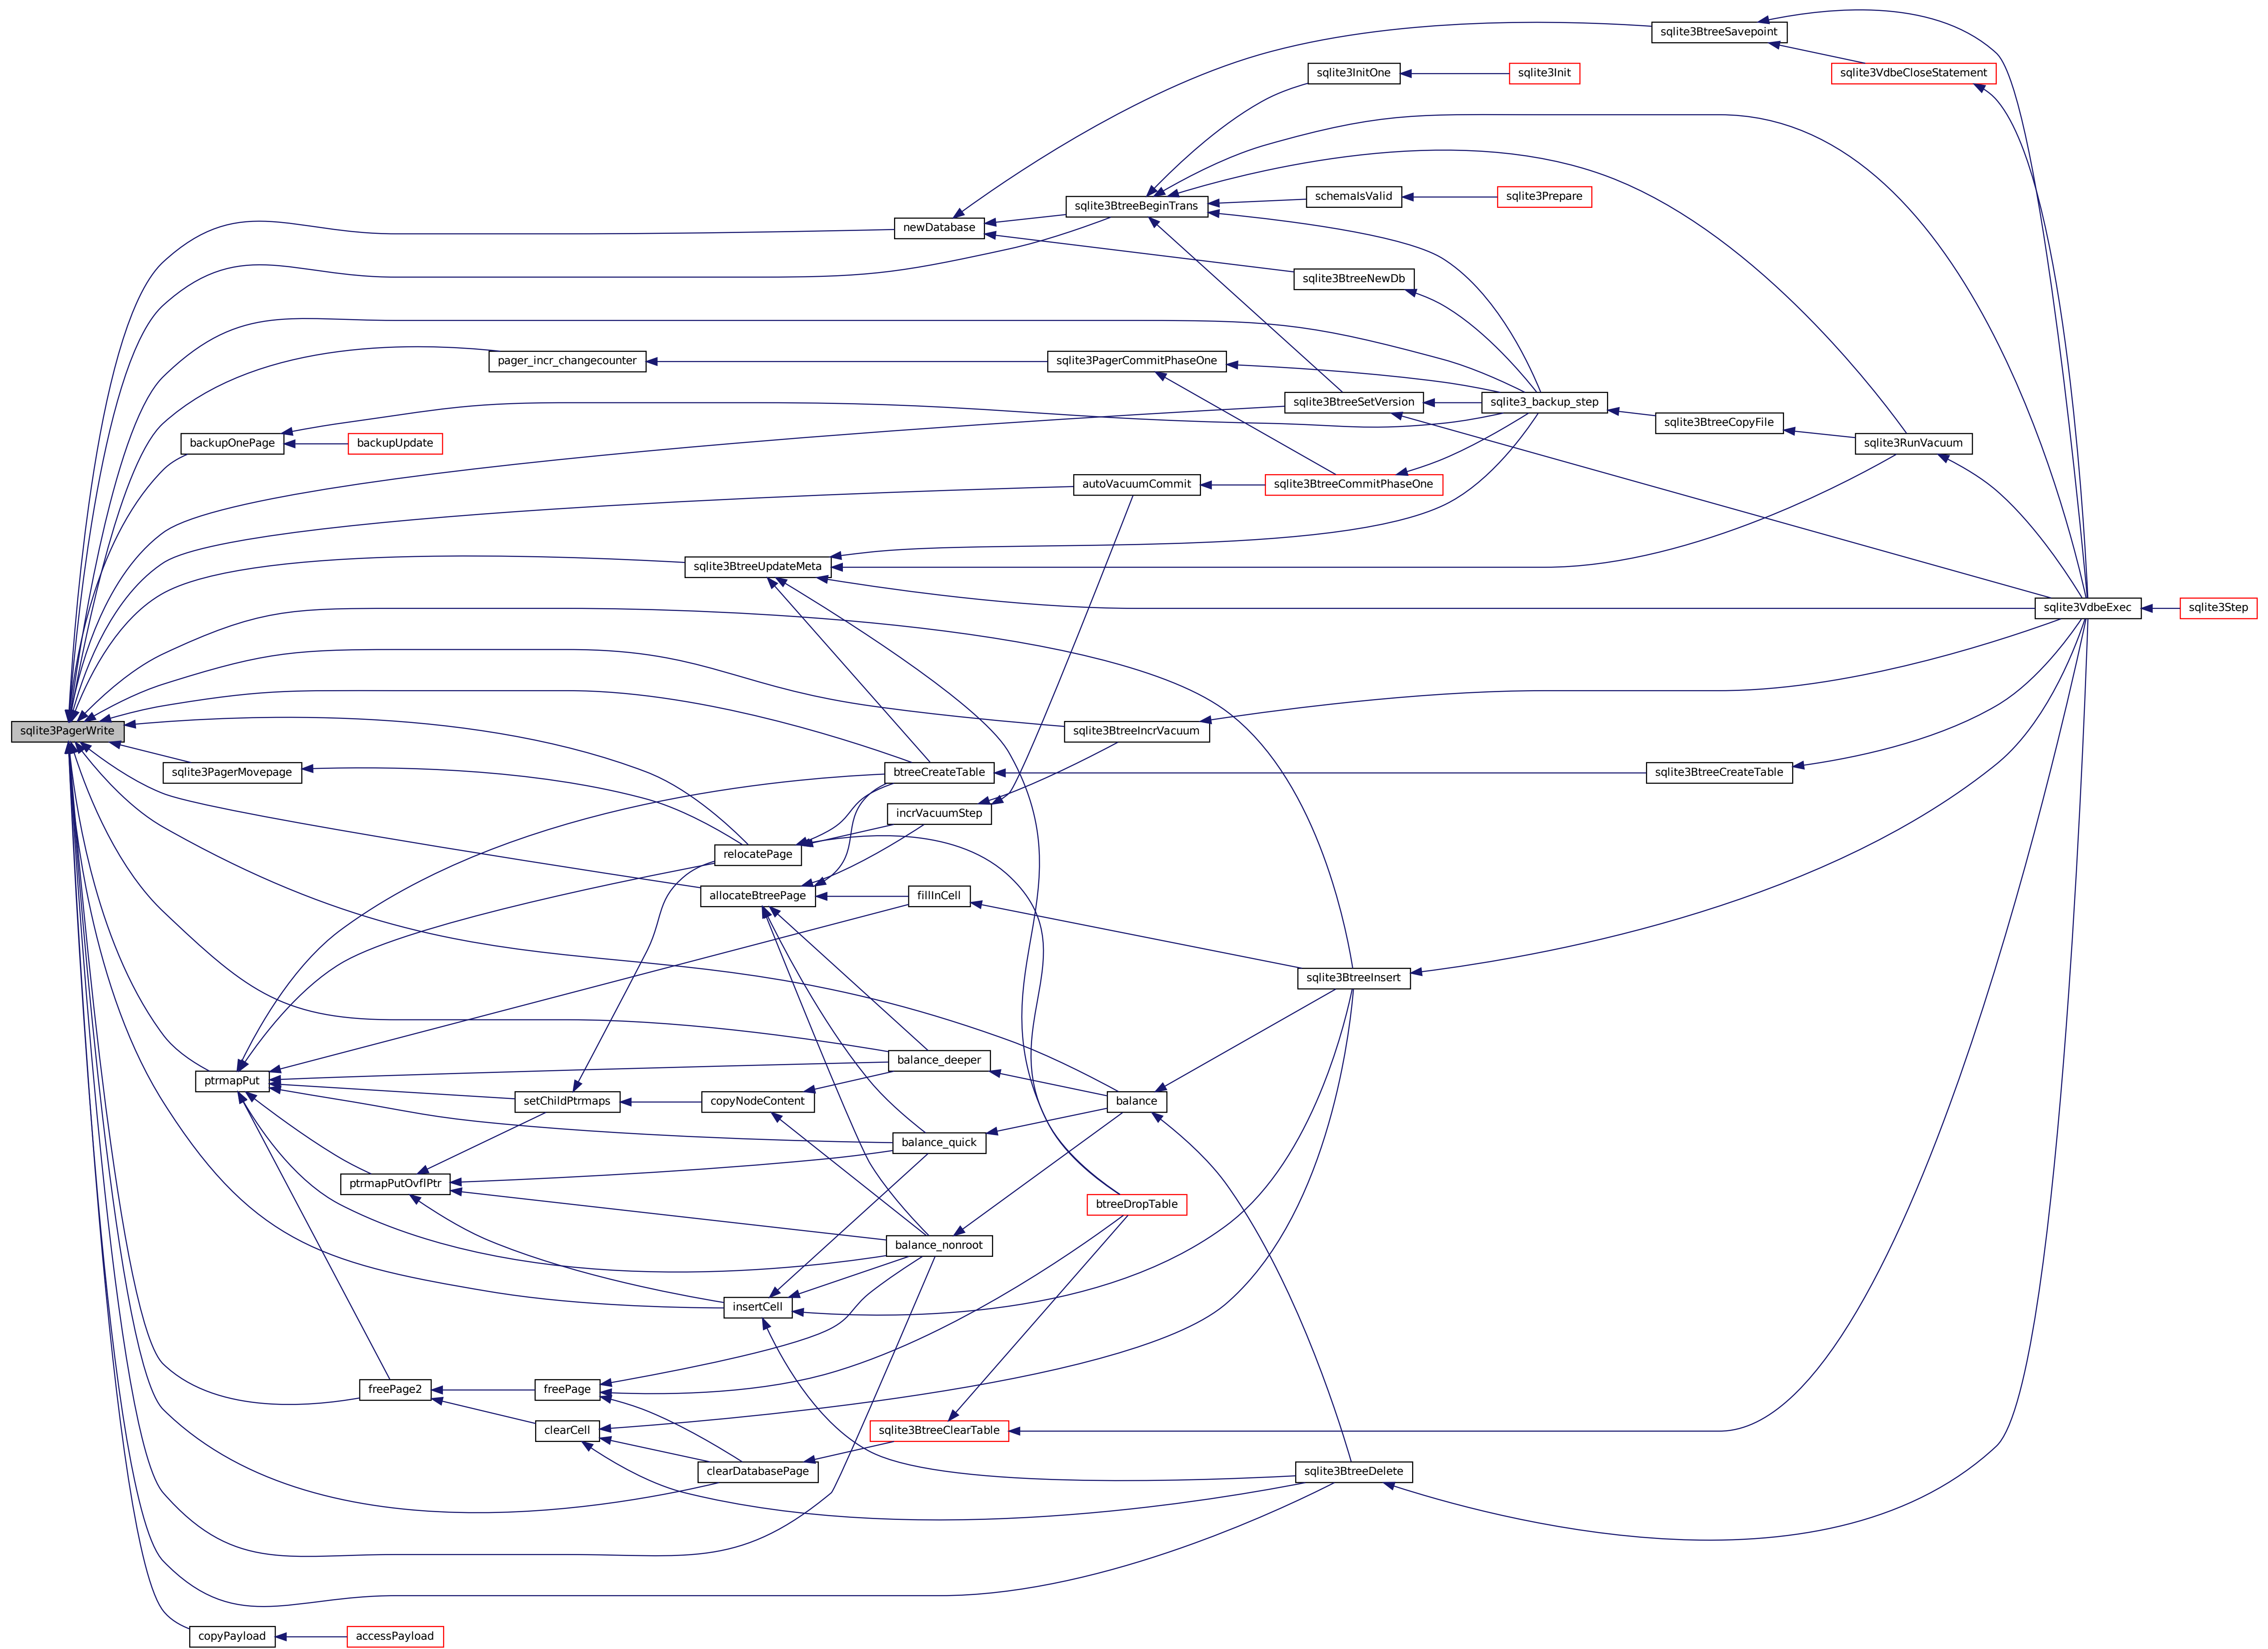 sqlite3BtreeSavepoint
sqlite3InitOne
sqlite3Init
sqlite3VdbeCloseStatement
schemaIsValid
sqlite3Prepare
sqlite3BtreeBeginTrans
newDatabase
sqlite3BtreeNewDb
pager_incr_changecounter
sqlite3PagerCommitPhaseOne
sqlite3BtreeSetVersion
sqlite3_backup_step
sqlite3BtreeCopyFile
backupOnePage
backupUpdate
sqlite3RunVacuum
autoVacuumCommit
sqlite3BtreeCommitPhaseOne
sqlite3BtreeUpdateMeta
sqlite3VdbeExec
sqlite3Step
sqlite3PagerWrite
sqlite3BtreeIncrVacuum
sqlite3PagerMovepage
btreeCreateTable
sqlite3BtreeCreateTable
incrVacuumStep
relocatePage
allocateBtreePage
fillInCell
sqlite3BtreeInsert
balance_deeper
ptrmapPut
setChildPtrmaps
copyNodeContent
balance
balance_quick
ptrmapPutOvflPtr
btreeDropTable
balance_nonroot
insertCell
freePage2
freePage
clearCell
sqlite3BtreeClearTable
clearDatabasePage
sqlite3BtreeDelete
copyPayload
accessPayload